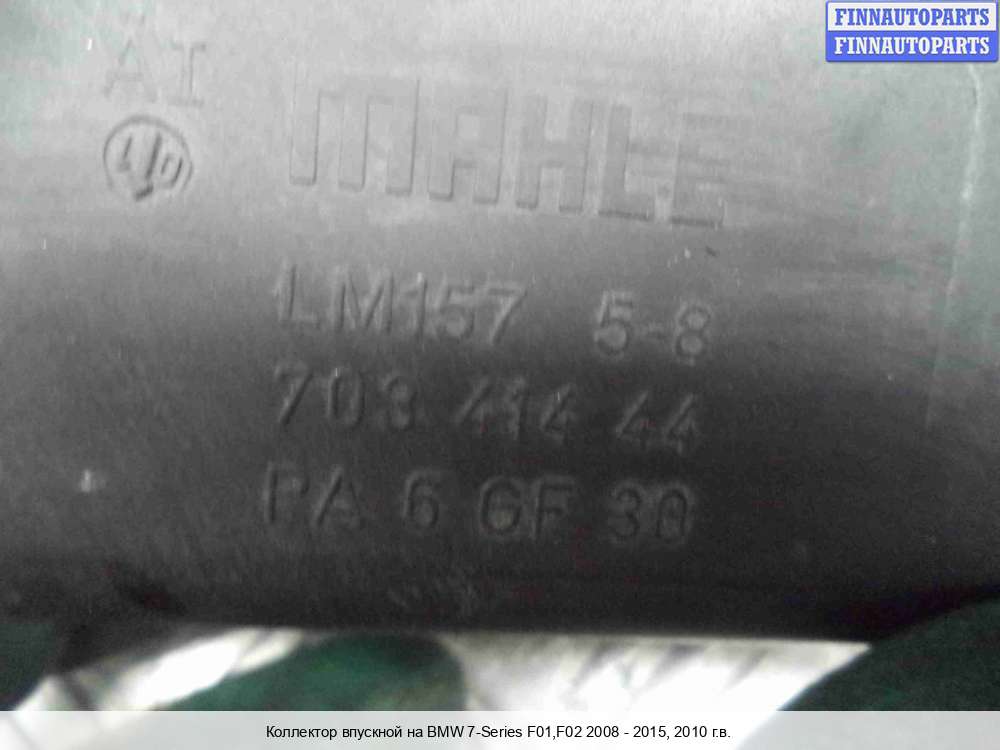 FINNAUTOPARTS
FINNAUTOPARTS
MAHLE
LM157 5-8
703 414 44
PA 6 GF 30
Коллектор впускной на BMW 7-Series F01,F02 2008 - 2015, 2010 г.в.